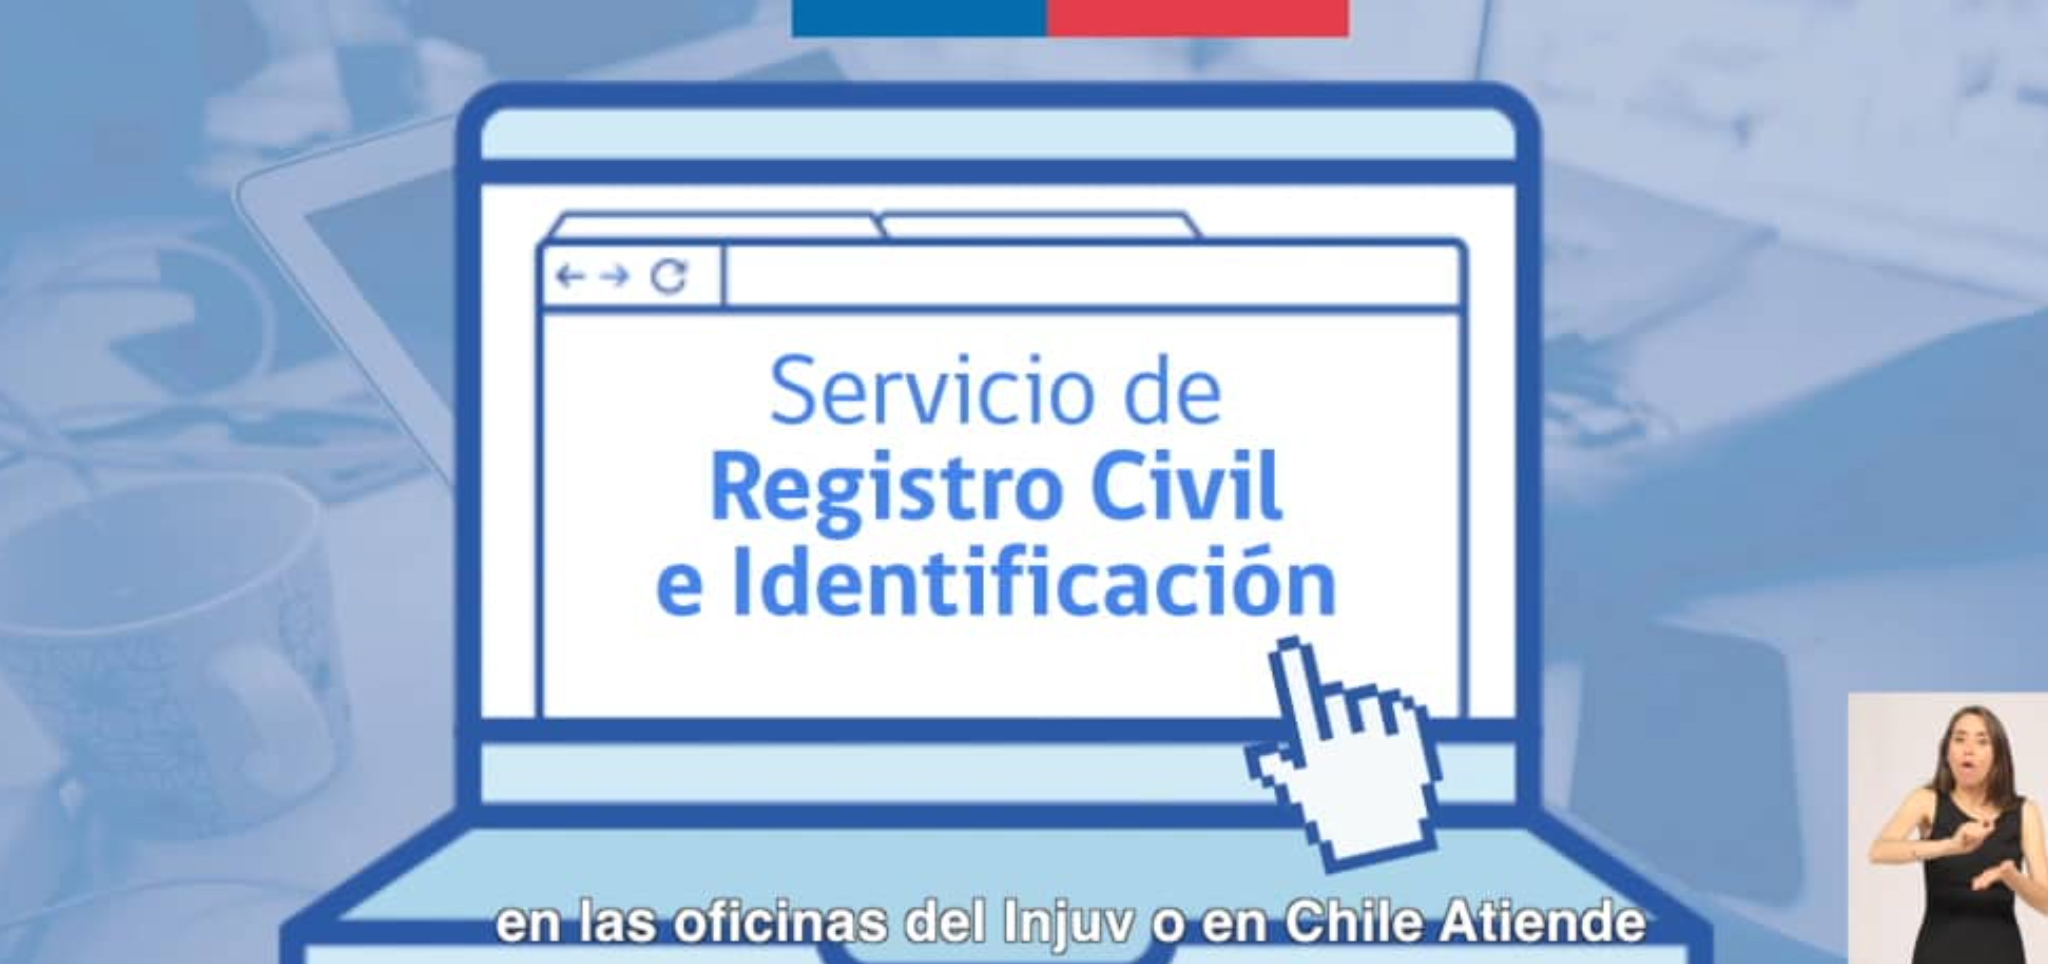 Servicio de
Registro Civil
e Identificación
en las oficinas del Injuv o en Chile Atiende